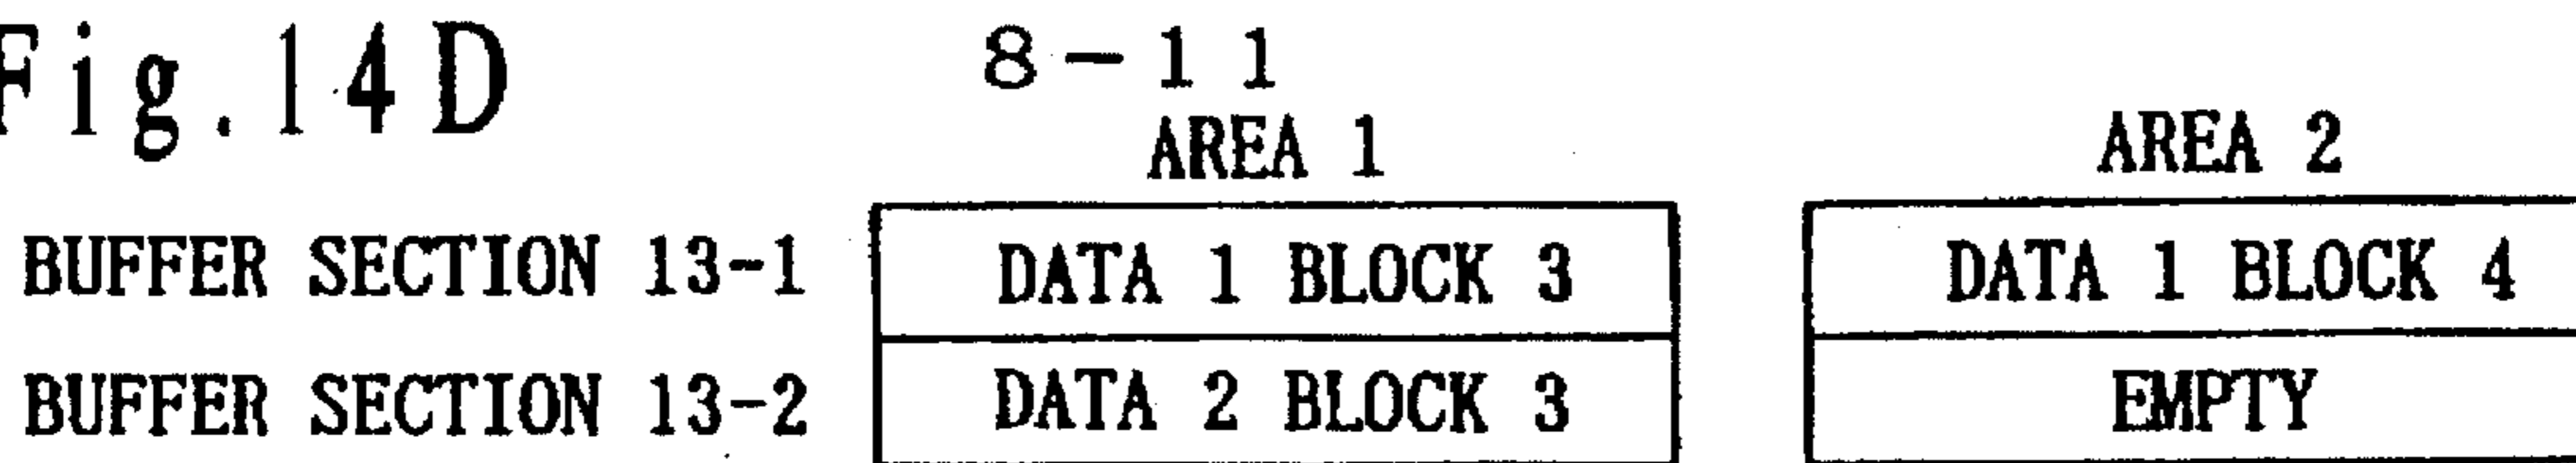 Fig.14D
8-11
AREA 1 AREA 2
BUFFER SECTION 13-1 DATA 1 BLOCK 3 DATA 1 BLOCK 4
BUFFER SECTION 13-2 DATA 2 BLOCK 3 EMPTY